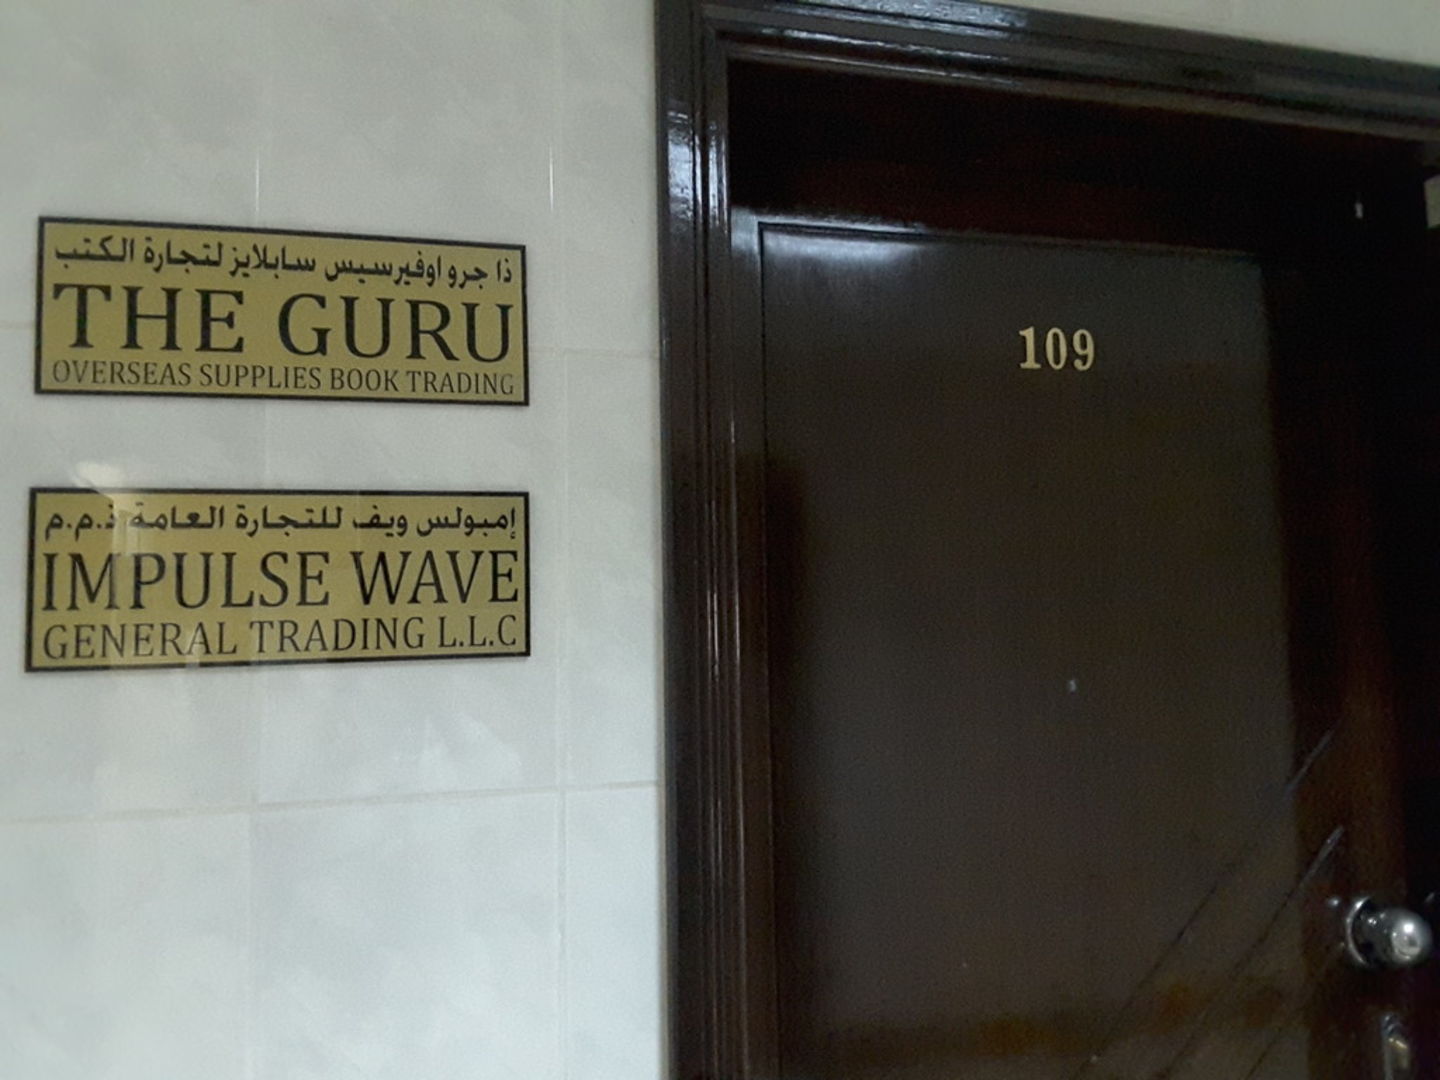 ذا جرو اوفيرسيس سابلايز لتجارة الكتب
THE GURU
OVERSEAS SUPPLIES BOOK TRADING
إمبولس ويف للتجارة العامة ذ.م.م
IMPULSE WAVE
GENERAL TRADING L.L.C
109